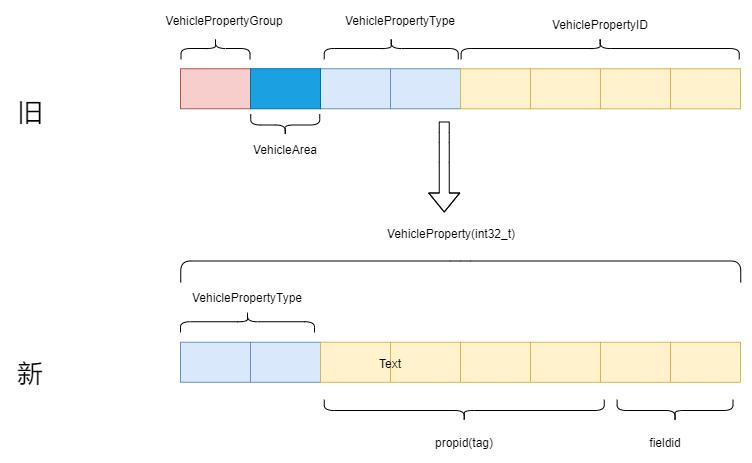 VehiclePropertyGroup
VehiclePropertyType
VehiclePropertyID
旧
VehicleArea
VehicleProperty(int32_t)
VehiclePropertyType
新
Text
propid(tag)
fieldid